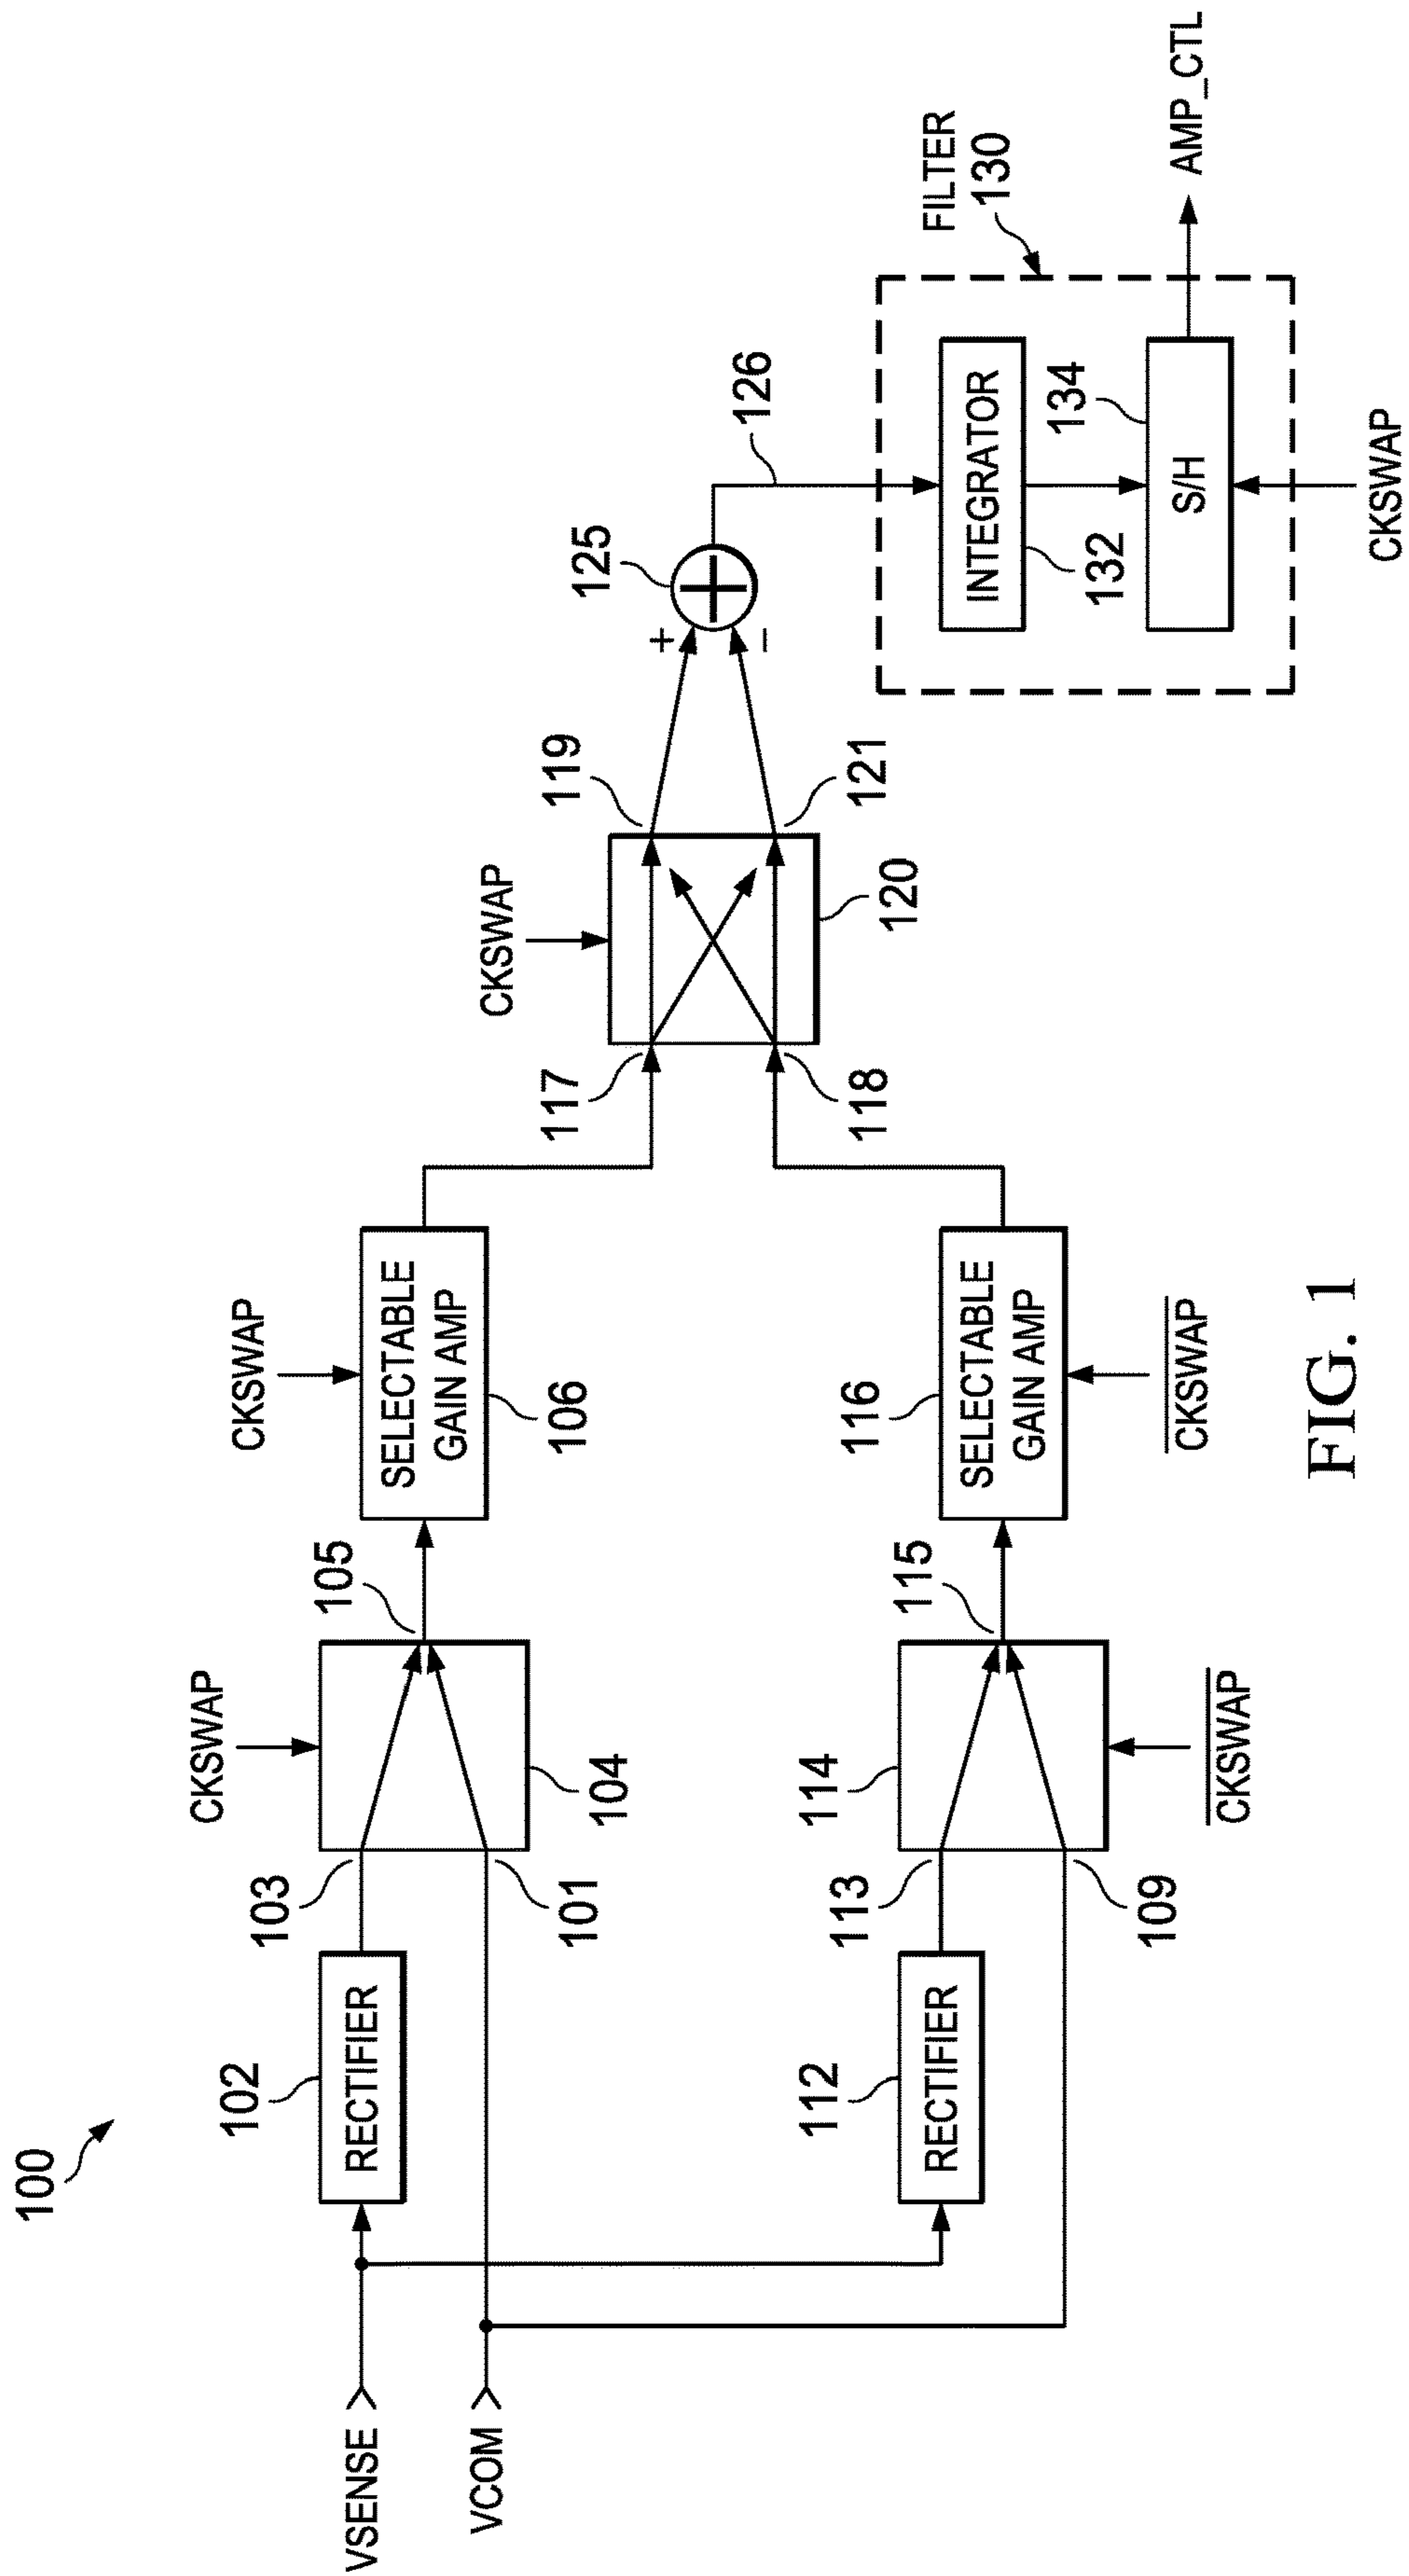 100
VSENSE
VCOM
102
RECTIFIER
103
101
CKSWAP
104
105
CKSWAP
SELECTABLE
GAIN AMP
106
112
RECTIFIER
113
109
114
CKSWAP
115
116
SELECTABLE
GAIN AMP
CKSWAP
117
118
CKSWAP
119
121
120
125
+
−
126
FILTER
130
INTEGRATOR
132
134
S/H
CKSWAP
AMP_CTL
FIG. 1